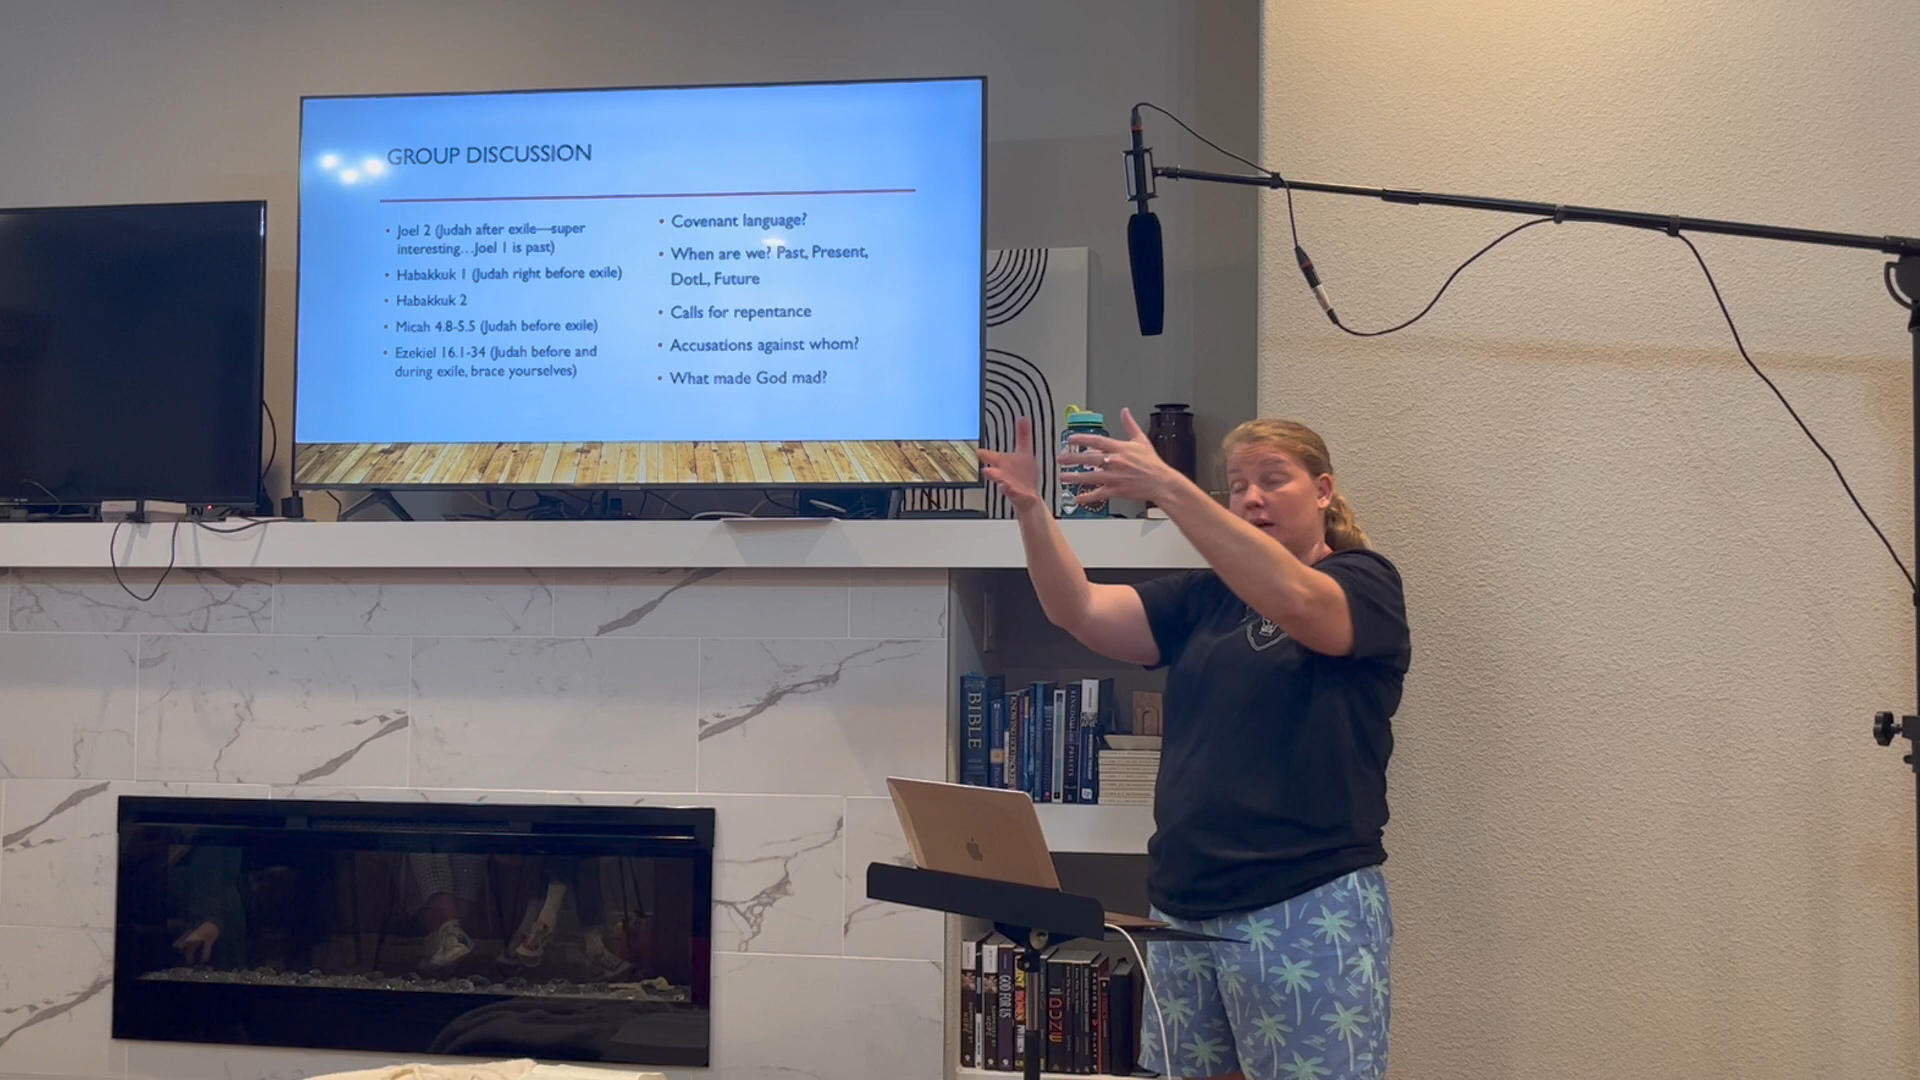 GROUP DISCUSSION
• Joel 2 (Judah after exile—super
interesting…Joel 1 is past)
• Habakkuk 1 (Judah right before exile)
• Habakkuk 2
• Micah 4.8-5.5 (Judah before exile)
• Ezekiel 16.1-34 (Judah before and
during exile, brace yourselves)
• Covenant language?
• When are we? Past, Present,
DotL, Future
• Calls for repentance
• Accusations against whom?
• What made God mad?
BIBLE
GOD FOR US
DUNE